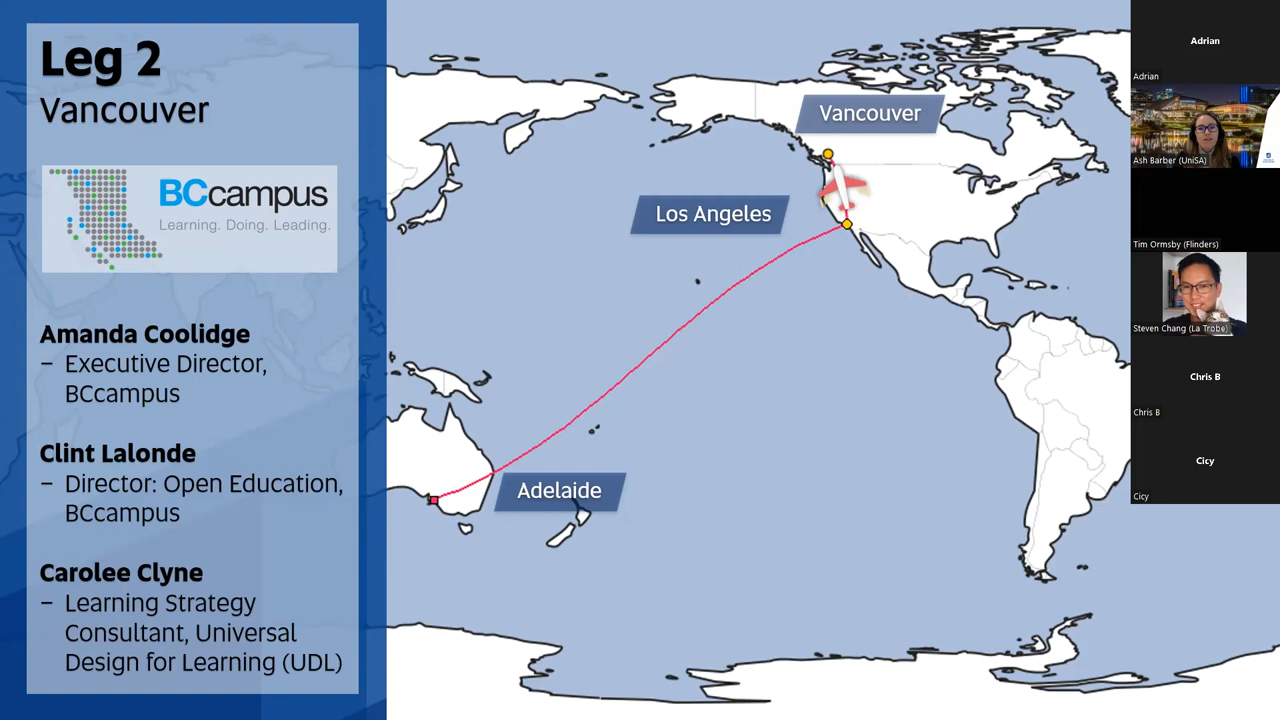 Leg 2
Vancouver
BCcampus
Learning. Doing. Leading.
Amanda Coolidge
– Executive Director,
BCcampus
Clint Lalonde
– Director: Open Education,
BCcampus
Carolee Clyne
– Learning Strategy
Consultant, Universal
Design for Learning (UDL)
Vancouver
Los Angeles
Adelaide
Adrian
Adrian
Ash Barber (UniSA)
Tim Ormsby (Flinders)
Steven Chang (La Trobe)
Chris B
Chris B
Cicy
Cicy